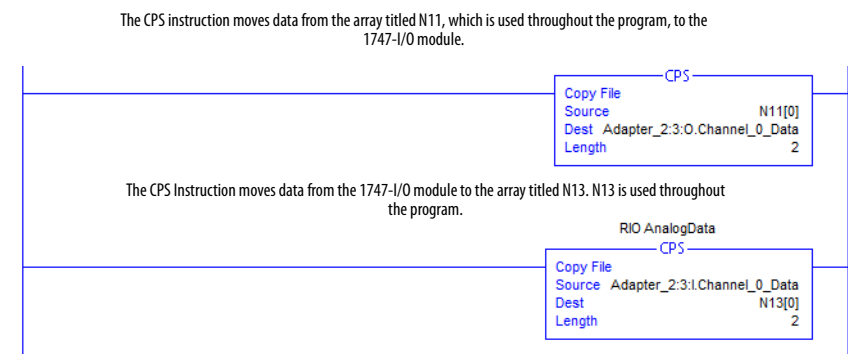 The CPS instruction moves data from the array titled N11, which is used throughout the program, to the
1747-I/O module.
CPS
Copy File
Source N11[0]
Dest Adapter_2:3:O.Channel_0_Data
Length 2
The CPS Instruction moves data from the 1747-I/O module to the array titled N13. N13 is used throughout
the program.
RIO AnalogData
CPS
Copy File
Source Adapter_2:3:I.Channel_0_Data
Dest N13[0]
Length 2